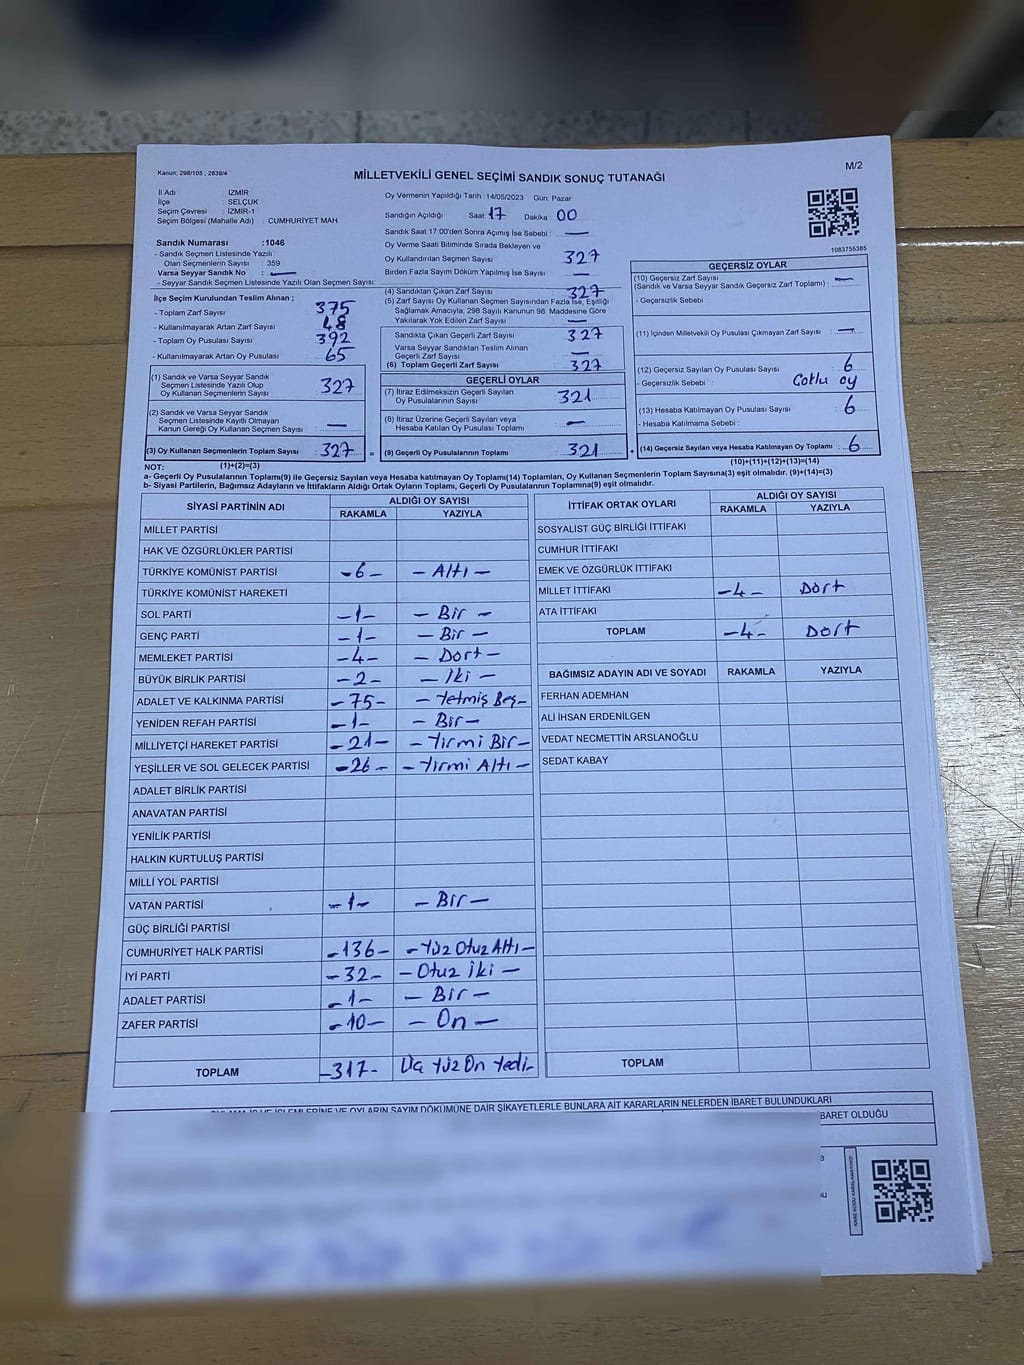 Kanun; 298/105 ; 2839/4
M/2
MİLLETVEKİLİ GENEL SEÇİMİ SANDIK SONUÇ TUTANAĞI
İl Adı : İZMİR
İlçe : SELÇUK
Seçim Çevresi : İZMİR-1
Seçim Bölgesi (Mahalle Adı) : CUMHURİYET MAH
Sandık Numarası :1046
- Sandık Seçmen Listesinde Yazılı
Olan Seçmenlerin Sayısı : 359
Varsa Seyyar Sandık No : —
- Seyyar Sandık Seçmen Listesinde Yazılı Olan Seçmen Sayısı:
İlçe Seçim Kurulundan Teslim Alınan ;
- Toplam Zarf Sayısı : 375
- Kullanılmayarak Artan Zarf Sayısı : 48
- Toplam Oy Pusulası Sayısı : 392
- Kullanılmayarak Artan Oy Pusulası : 65
(1) Sandık ve Varsa Seyyar Sandık
Seçmen Listesinde Yazılı Olup
Oy Kullanan Seçmenlerin Sayısı : 327
(2) Sandık ve Varsa Seyyar Sandık
Seçmen Listesinde Kayıtlı Olmayan
Kanun Gereği Oy Kullanan Seçmen Sayısı : —
(3) Oy Kullanan Seçmenlerin Toplam Sayısı : 327
Oy Vermenin Yapıldığı Tarih : 14/05/2023 Gün: Pazar
Sandığın Açıldığı Saat: 17 Dakika : 00
Sandık Saat 17:00'den Sonra Açımış İse Sebebi : —
Oy Verme Saati Bitiminde Sırada Bekleyen ve
Oy Kullandırılan Seçmen Sayısı : 327
Birden Fazla Sayım Döküm Yapılmış İse Sayısı : —
(4) Sandıktan Çıkan Zarf Sayısı : 327
(5) Zarf Sayısı Oy Kullanan Seçmen Sayısından Fazla İse, Eşitliği
Sağlamak Amacıyla; 298 Sayılı Kanunun 98. Maddesine Göre
Yakılarak Yok Edilen Zarf Sayısı : —
Sandıkta Çıkan Geçerli Zarf Sayısı : 327
Varsa Seyyar Sandıktan Teslim Alınan
Geçerli Zarf Sayısı : —
(6) Toplam Geçerli Zarf Sayısı : 327
GEÇERLİ OYLAR
(7) İtiraz Edilmeksizin Geçerli Sayılan
Oy Pusulalarının Sayısı : 321
(8) İtiraz Üzerine Geçerli Sayılan veya
Hesaba Katılan Oy Pusulası Toplamı : —
= (9) Geçerli Oy Pusulalarının Toplamı : 321
1083755385
GEÇERSİZ OYLAR
(10) Geçersiz Zarf Sayısı : —
(Sandık ve Varsa Seyyar Sandık Geçersiz Zarf Toplamı) :
- Geçersizlik Sebebi :
(11) İçinden Milletvekili Oy Pusulası Çıkmayan Zarf Sayısı : —
(12) Geçersiz Sayılan Oy Pusulası Sayısı : 6
- Geçersizlik Sebebi : Çoklu oy
(13) Hesaba Katılmayan Oy Pusulası Sayısı : 6
- Hesaba Katılmama Sebebi :
+ (14) Geçersiz Sayılan veya Hesaba Katılmayan Oy Toplamı : 6
NOT: (1)+(2)=(3) (10)+(11)+(12)+(13)=(14)
a- Geçerli Oy Pusulalarının Toplamı(9) ile Geçersiz Sayılan veya Hesaba katılmayan Oy Toplamı(14) Toplamları, Oy Kullanan Seçmenlerin Toplam Sayısına(3) eşit olmalıdır. (9)+(14)=(3)
b- Siyasi Partilerin, Bağımsız Adayların ve İttifakların Aldığı Ortak Oyların Toplamı, Geçerli Oy Pusulalarının Toplamına(9) eşit olmalıdır.
SİYASİ PARTİNİN ADI ALDIĞI OY SAYISI
RAKAMLA YAZIYLA
MİLLET PARTİSİ
HAK VE ÖZGÜRLÜKLER PARTİSİ
TÜRKİYE KOMÜNİST PARTİSİ -6- - Altı -
TÜRKİYE KOMÜNİST HAREKETİ
SOL PARTİ -1- - Bir -
GENÇ PARTİ -1- - Bir -
MEMLEKET PARTİSİ -4- - Dört -
BÜYÜK BİRLİK PARTİSİ -2- - İki -
ADALET VE KALKINMA PARTİSİ -75- - Yetmiş Beş -
YENİDEN REFAH PARTİSİ -1- - Bir -
MİLLİYETÇİ HAREKET PARTİSİ -21- - Yirmi Bir -
YEŞİLLER VE SOL GELECEK PARTİSİ -26- - Yirmi Altı -
ADALET BİRLİK PARTİSİ
ANAVATAN PARTİSİ
YENİLİK PARTİSİ
HALKIN KURTULUŞ PARTİSİ
MİLLİ YOL PARTİSİ
VATAN PARTİSİ -1- - Bir -
GÜÇ BİRLİĞİ PARTİSİ
CUMHURİYET HALK PARTİSİ -136- - Yüz Otuz Altı -
İYİ PARTİ -32- - Otuz İki -
ADALET PARTİSİ -1- - Bir -
ZAFER PARTİSİ -10- - On -
TOPLAM -317- Üç Yüz On Yedi -
İTTİFAK ORTAK OYLARI ALDIĞI OY SAYISI
RAKAMLA YAZIYLA
SOSYALİST GÜÇ BİRLİĞİ İTTİFAKI
CUMHUR İTTİFAKI
EMEK VE ÖZGÜRLÜK İTTİFAKI
MİLLET İTTİFAKI -4- Dört
ATA İTTİFAKI
TOPLAM -4- Dört
BAĞIMSIZ ADAYIN ADI VE SOYADI RAKAMLA YAZIYLA
FERHAN ADEMHAN
ALİ İHSAN ERDENİLGEN
VEDAT NECMETTİN ARSLANOĞLU
SEDAT KABAY
TOPLAM
İŞLEMLERİNE VE OYLARIN SAYIM DÖKÜMÜNE DAİR ŞİKAYETLERLE BUNLARA AİT KARARLARIN NELERDEN İBARET BULUNDUKLARI
İBARET OLDUĞU